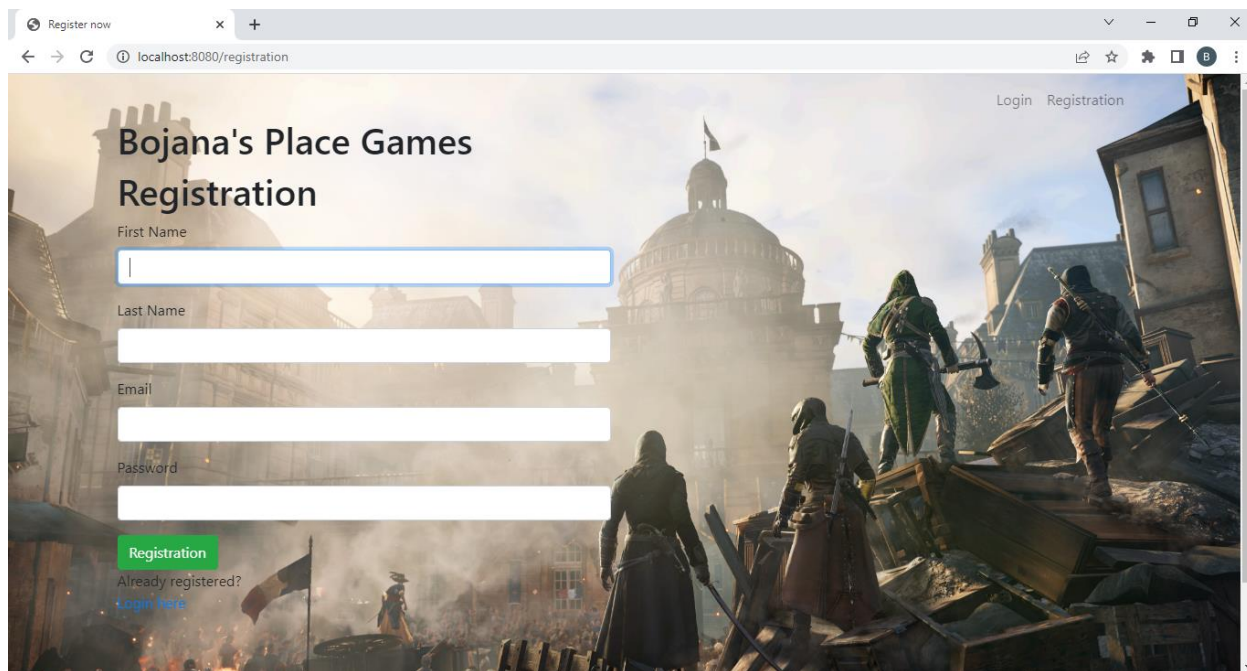 Register now
localhost:8080/registration
B
Login Registration
Bojana's Place Games
Registration
First Name
Last Name
Email
Password
Registration
Already registered?
Login here